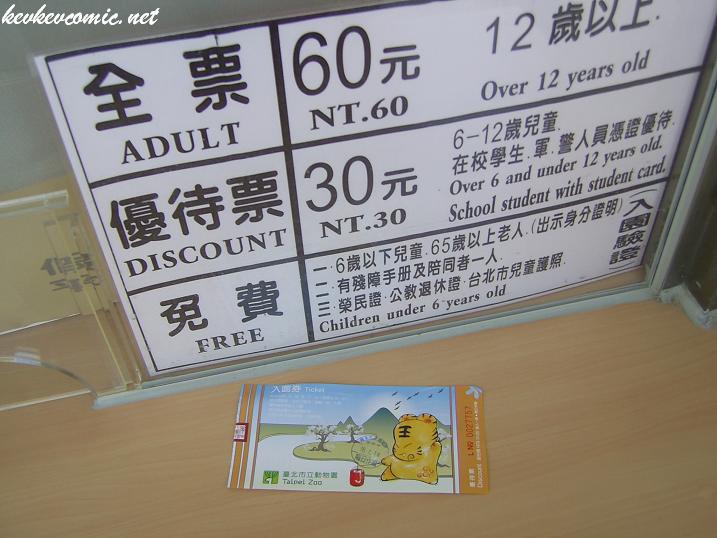 kevkevcomic.net
全票
ADULT
60元
NT.60
12歲以上.
Over 12 years old
優待票
DISCOUNT
30元
NT.30
6-12歲兒童.
在校學生.軍.警人員憑證優待.
Over 6 and under 12 years old.
School student with student card.
免費
FREE
一.6歲以下兒童.65歲以上老人.(出示身分證明)
二.有殘障手册及陪同者一人.
三.榮民證.公教退休證.台北市兒童護照.
Children under 6 years old
(入園驗證)
入園券 Ticket
王
臺北市立動物園
Taipei Zoo
優待票
Discount
L No 0027757